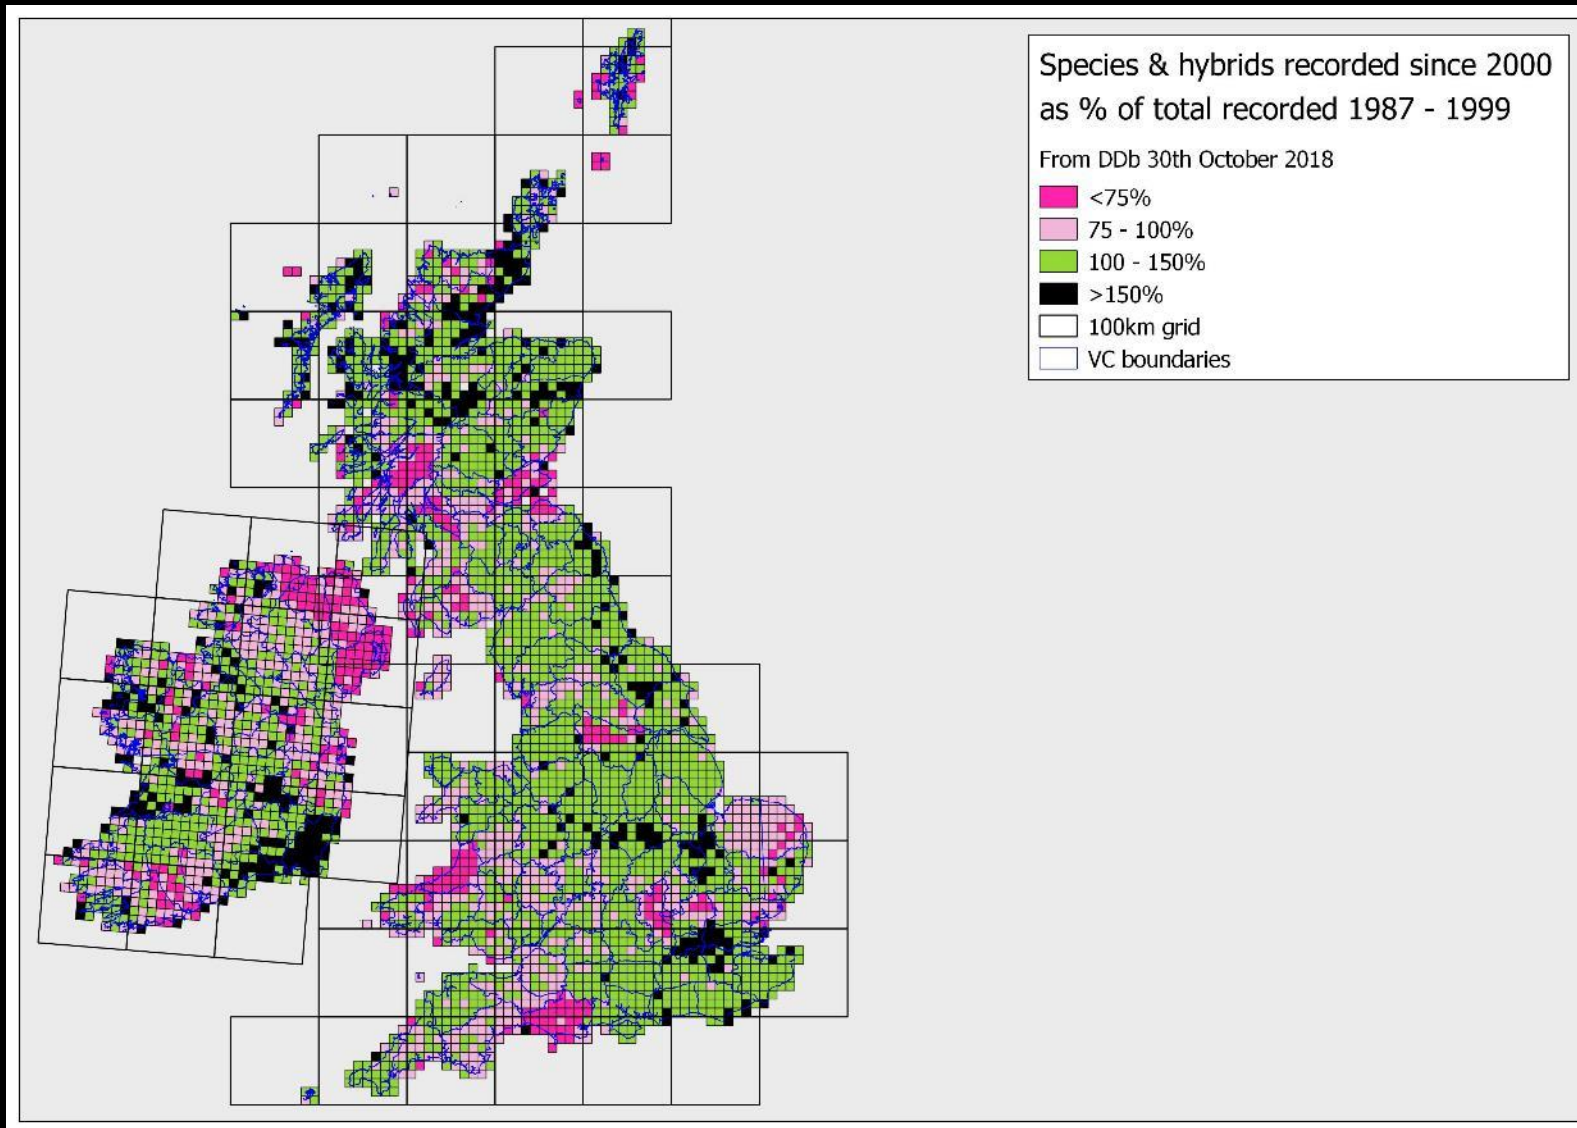 Species & hybrids recorded since 2000
as % of total recorded 1987 - 1999
From DDb 30th October 2018
<75%
75 - 100%
100 - 150%
>150%
100km grid
VC boundaries